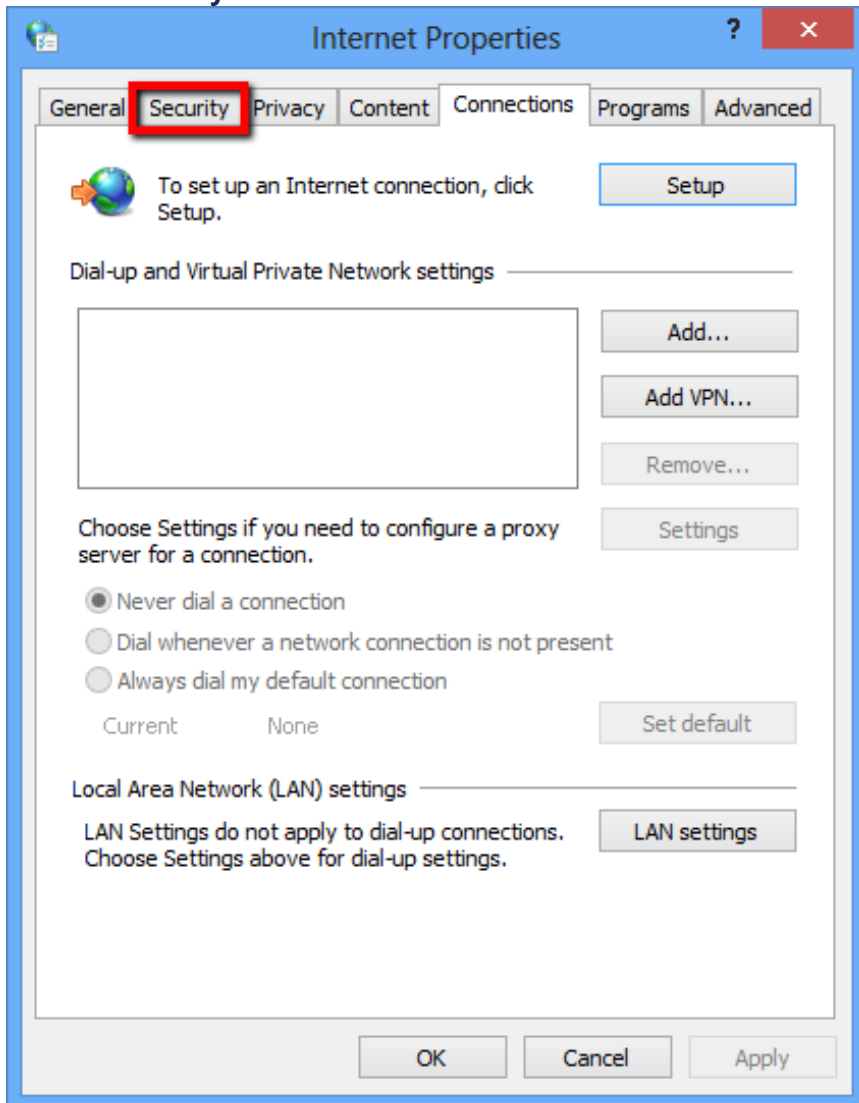 Internet Properties
?
General Security Privacy Content Connections Programs Advanced
To set up an Internet connection, click
Setup.
Setup
Dial-up and Virtual Private Network settings
Add...
Add VPN...
Remove...
Choose Settings if you need to configure a proxy
server for a connection.
Settings
Never dial a connection
Dial whenever a network connection is not present
Always dial my default connection
Current None
Set default
Local Area Network (LAN) settings
LAN Settings do not apply to dial-up connections.
Choose Settings above for dial-up settings.
LAN settings
OK Cancel Apply